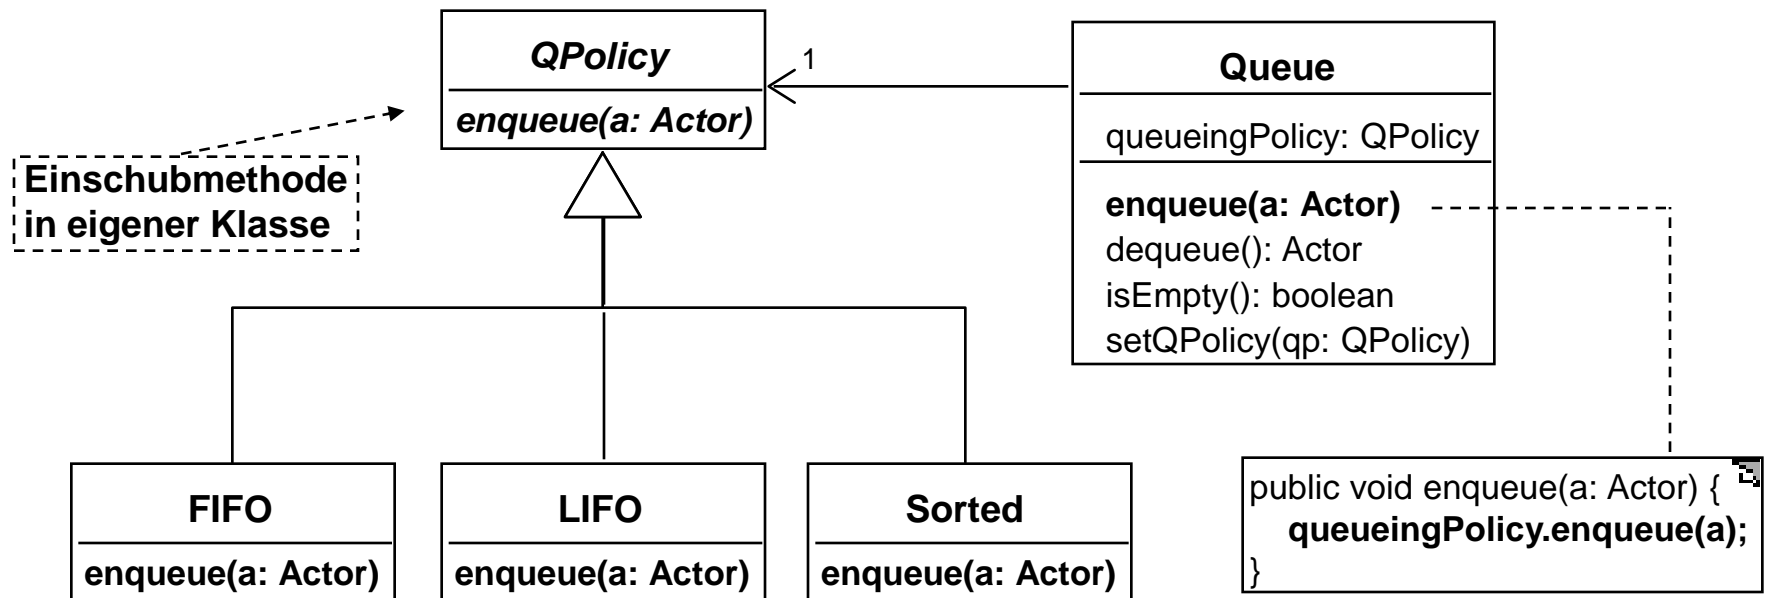 QPolicy
enqueue(a: Actor)
1
Queue
queueingPolicy: QPolicy
enqueue(a: Actor)
dequeue(): Actor
isEmpty(): boolean
setQPolicy(qp: QPolicy)
Einschubmethode
in eigener Klasse
FIFO
enqueue(a: Actor)
LIFO
enqueue(a: Actor)
Sorted
enqueue(a: Actor)
public void enqueue(a: Actor) {
queueingPolicy.enqueue(a);
}